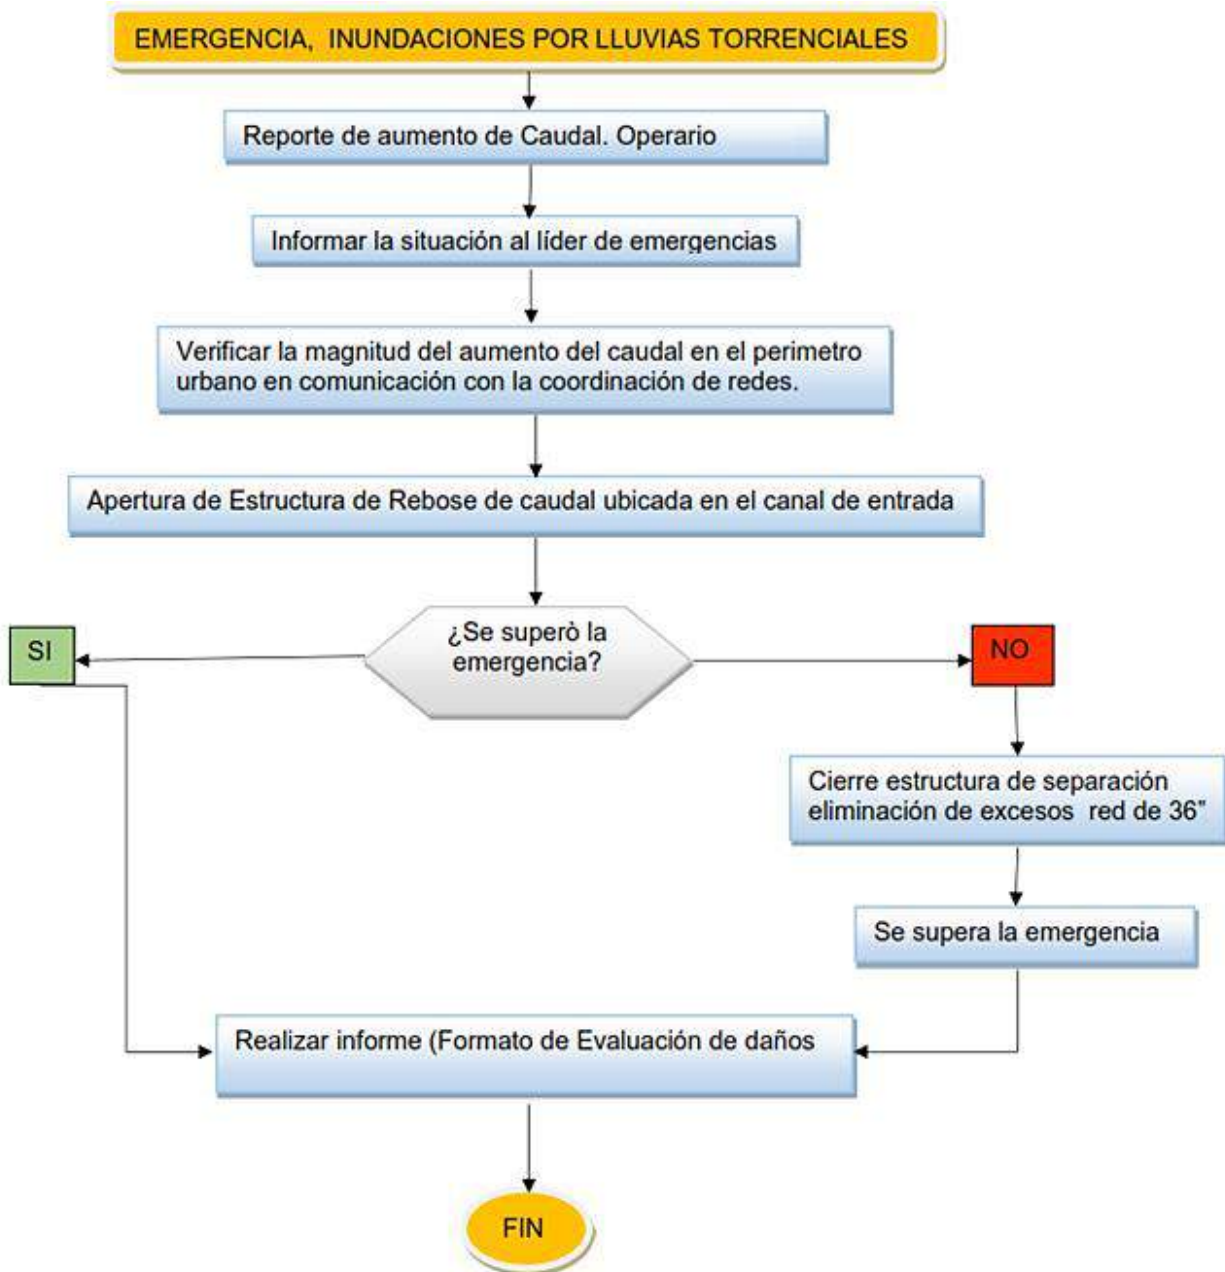 EMERGENCIA, INUNDACIONES POR LLUVIAS TORRENCIALES
Reporte de aumento de Caudal. Operario
Informar la situación al líder de emergencias
Verificar la magnitud del aumento del caudal en el perimetro
urbano en comunicación con la coordinación de redes.
Apertura de Estructura de Rebose de caudal ubicada en el canal de entrada
¿Se superò la
emergencia?
SI
NO
Cierre estructura de separación
eliminación de excesos red de 36"
Se supera la emergencia
Realizar informe (Formato de Evaluación de daños
FIN